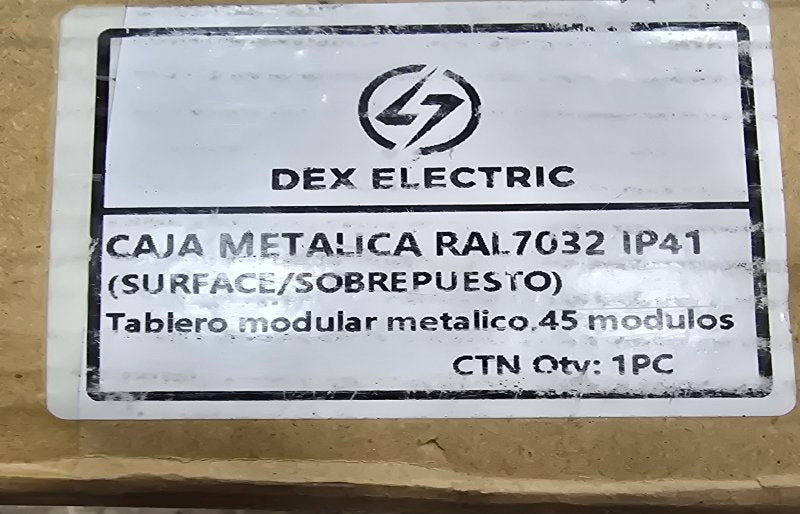 DEX ELECTRIC
CAJA METALICA RAL7032 IP41
(SURFACE/SOBREPUESTO)
Tablero modular metalico.45 modulos
CTN Qty: 1PC